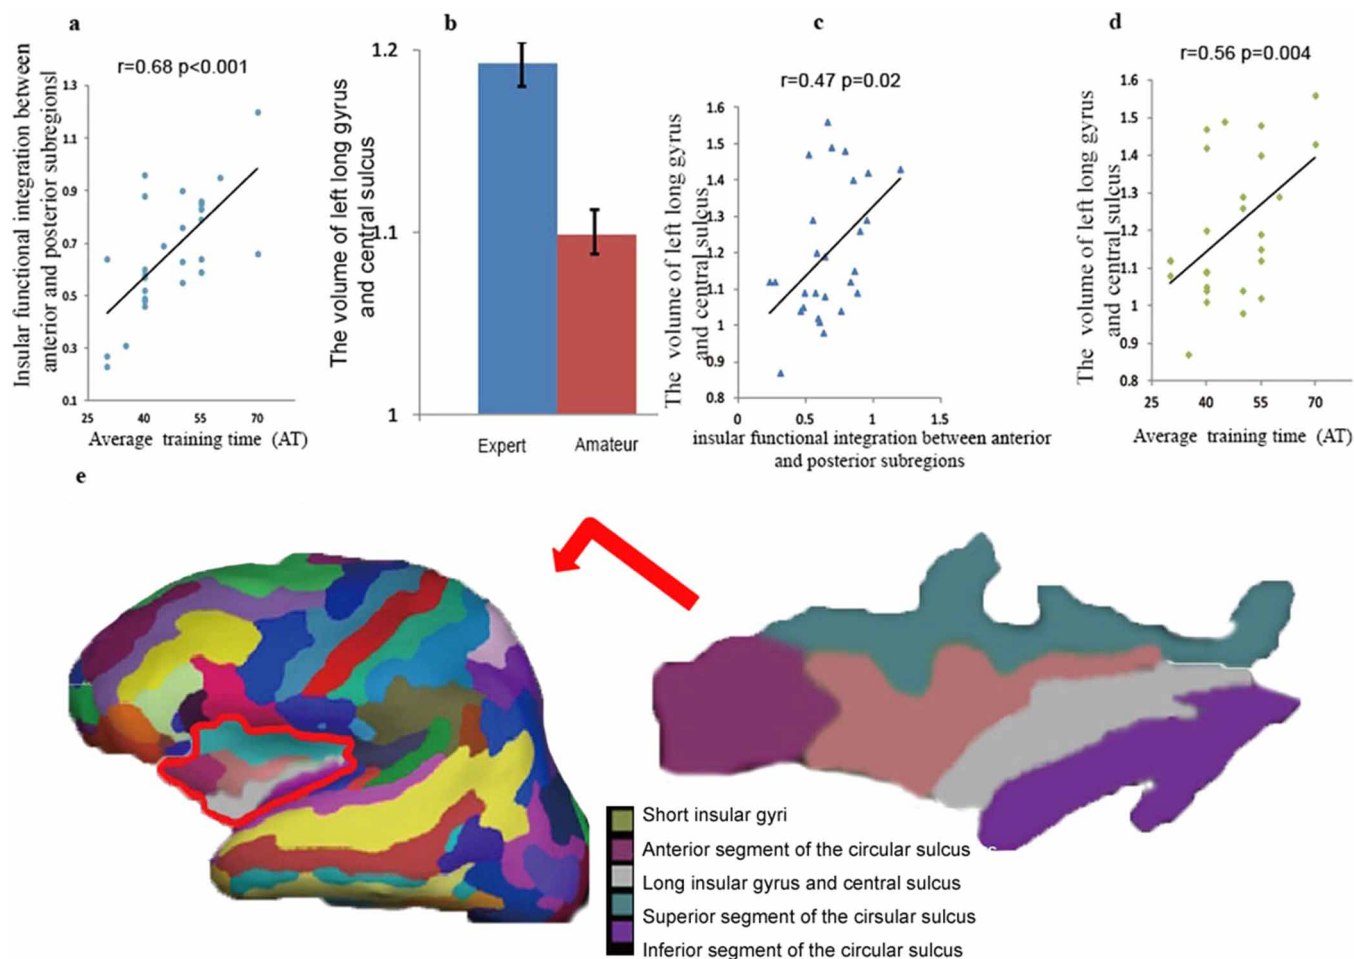 a
r=0.68 p<0.001
Insular functional integration between
anterior and posterior subregionsl
13
1.1
0.9
0.7
0.5
0.3
0.1
25
40
55
70
Average training time (AT)
b
The volume of left long gyrus
and central sulcus
1.2
1.1
1
Expert
Amateur
c
r=0.47 p=0.02
The volume of left long gyrus
and central sulcus
1.6
1.5
1.4
1.3
1.2
1.1
1
0.9
0.8
0
0.5
1
1.5
insular functional integration between anterior
and posterior subregions
d
r=0.56 p=0.004
The volume of left long gyrus
and central sulcus
1.6
1.5
1.4
1.3
1.2
1.1
1
0.9
0.8
25
40
55
70
Average training time (AT)
e
Short insular gyri
Anterior segment of the circular sulcus
Long insular gyrus and central sulcus
Superior segment of the cirsular sulcus
Inferior segment of the circular sulcus